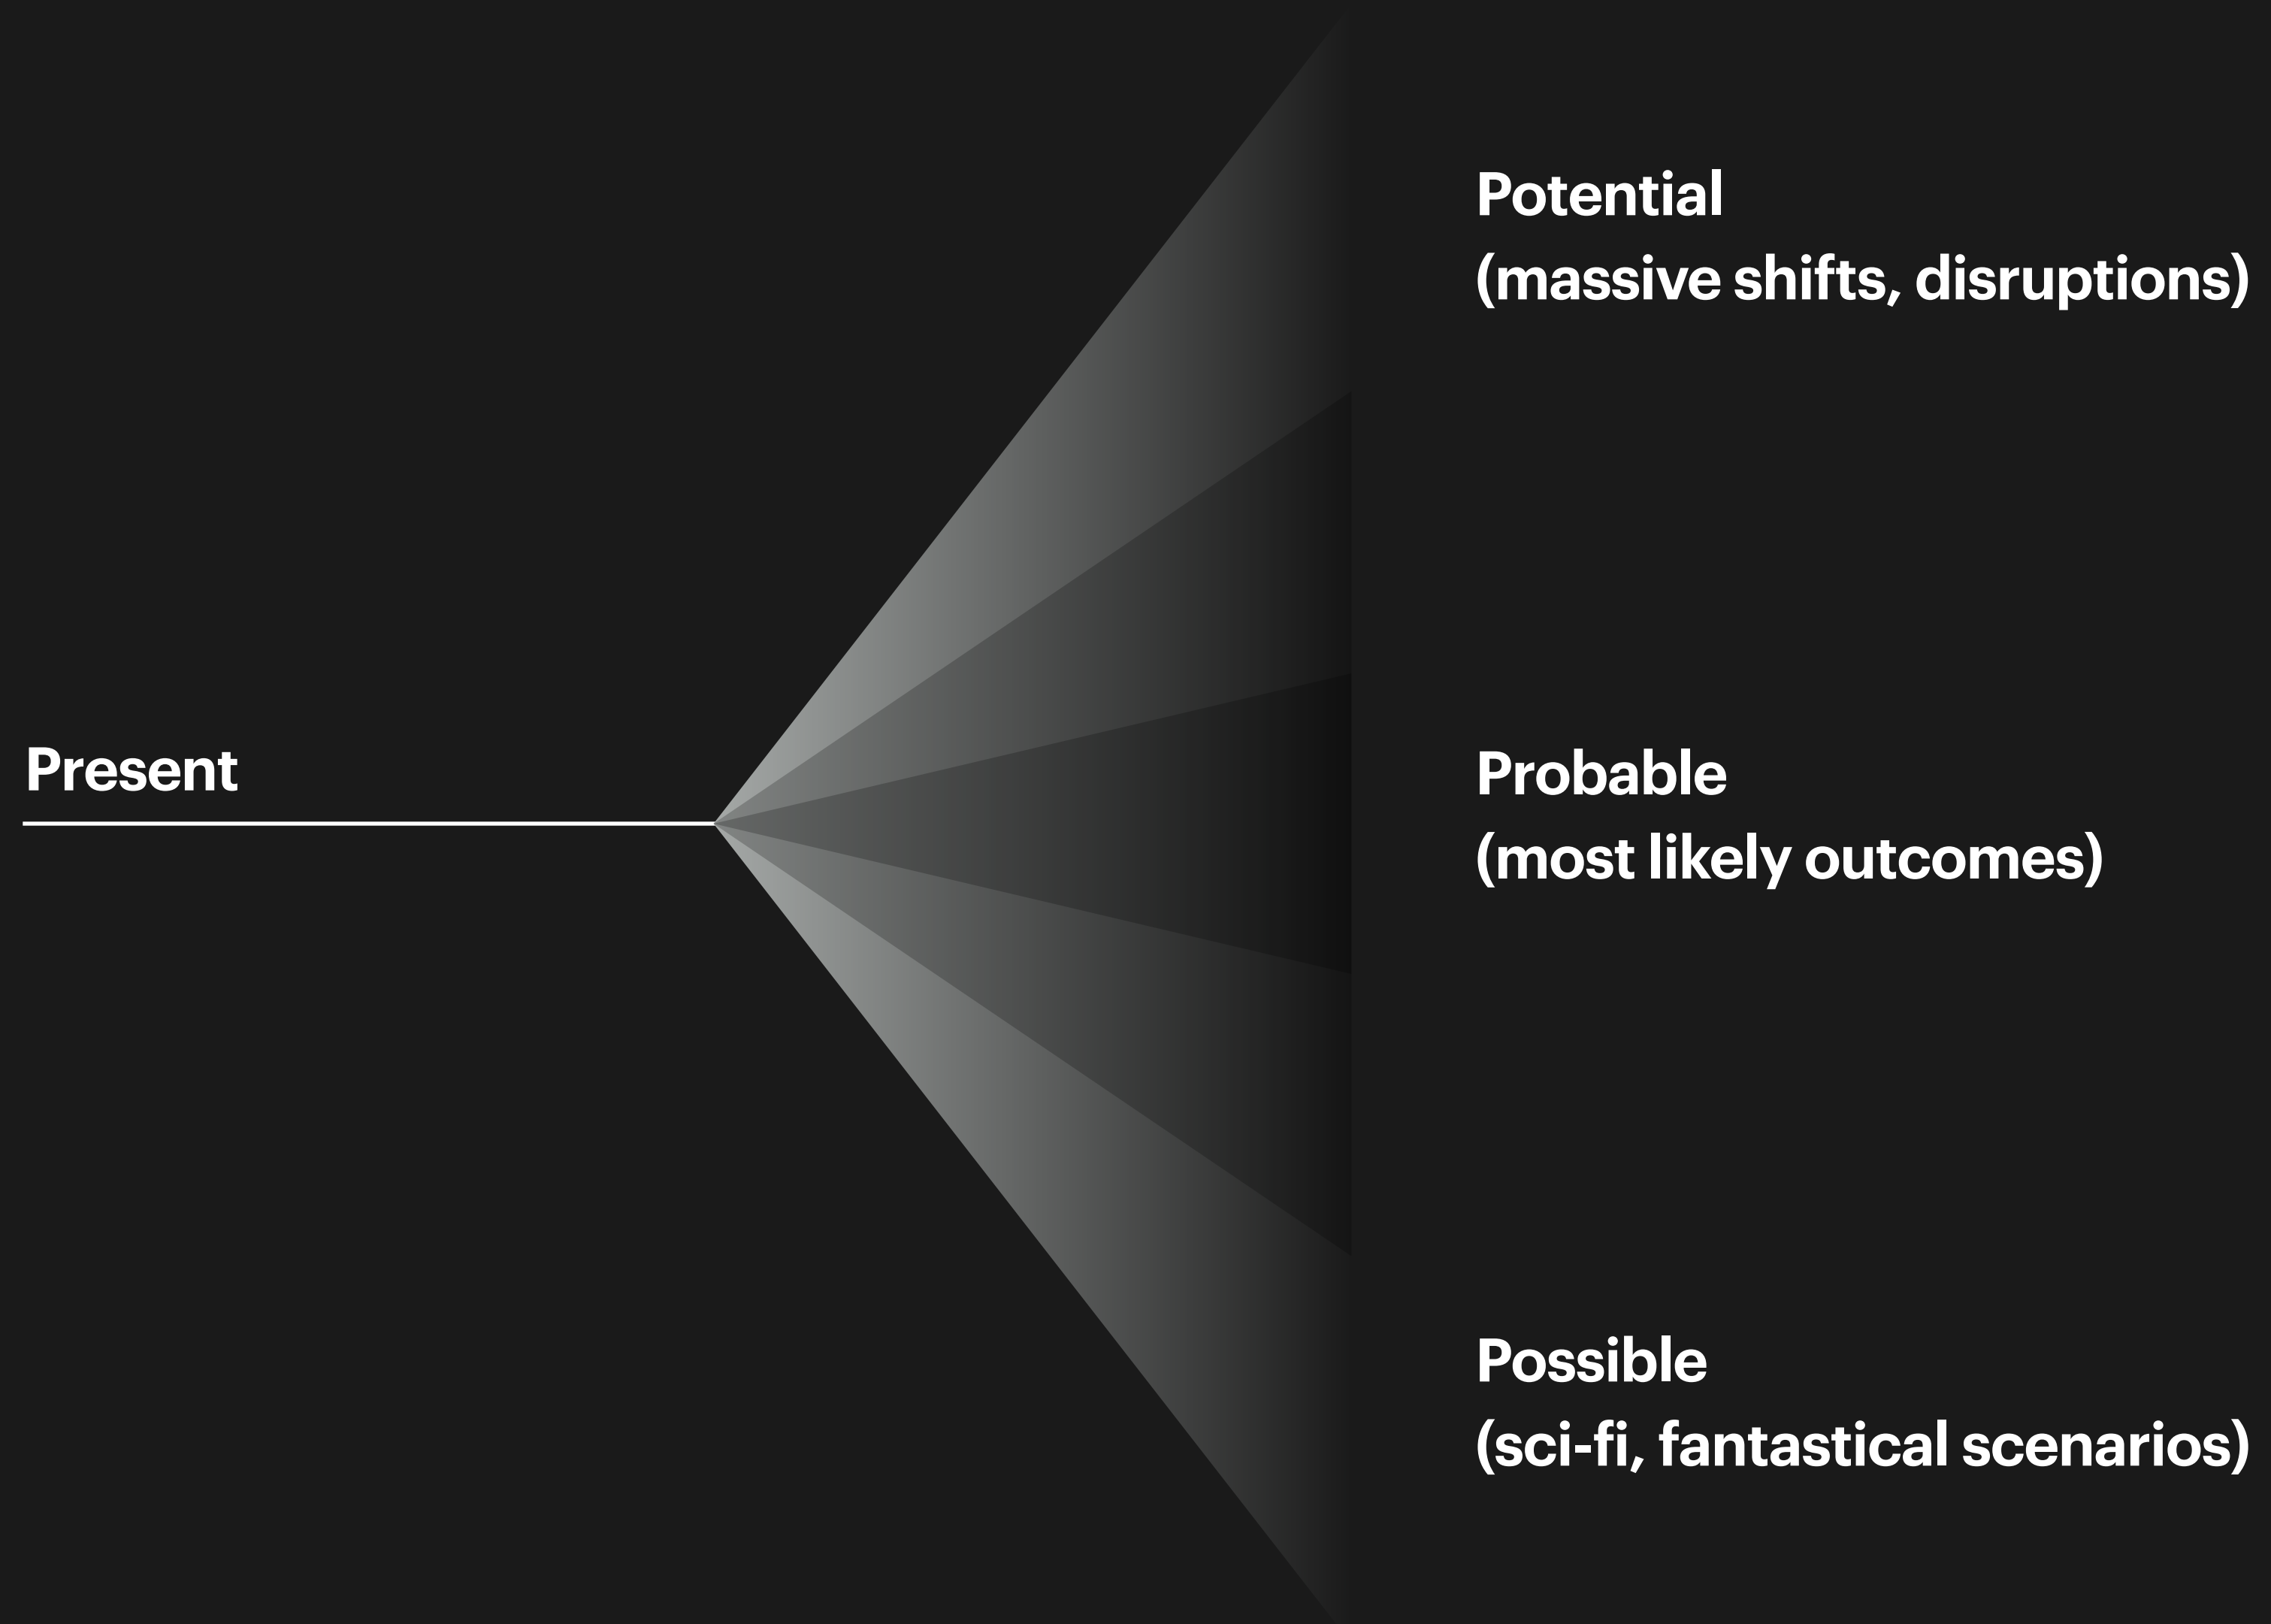 Potential
(massive shifts, disruptions)
Present
Probable
(most likely outcomes)
Possible
(sci-fi, fantastical scenarios)